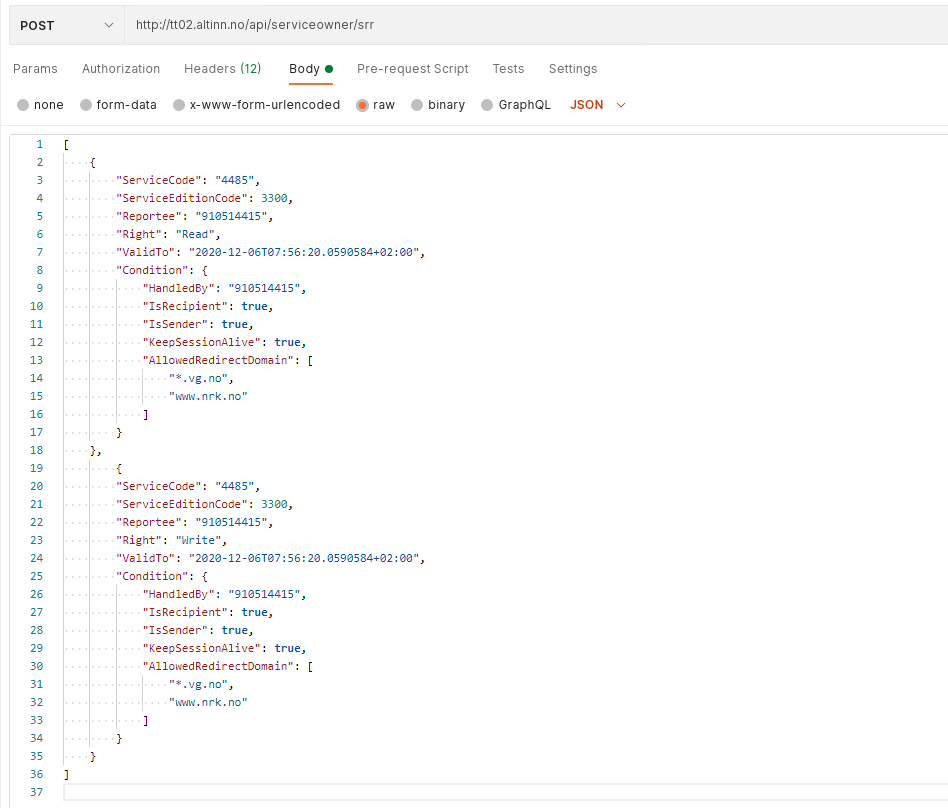 POST http://tt02.altinn.no/api/serviceowner/srr
Params Authorization Headers (12) Body Pre-request Script Tests Settings
none form-data x-www-form-urlencoded raw binary GraphQL JSON
1 [
2 {
3 "ServiceCode": "4485",
4 "ServiceEditionCode": 3300,
5 "Reportee": "910514415",
6 "Right": "Read",
7 "ValidTo": "2020-12-06T07:56:20.0590584+02:00",
8 "Condition": {
9 "HandledBy": "910514415",
10 "IsRecipient": true,
11 "IsSender": true,
12 "KeepSessionAlive": true,
13 "AllowedRedirectDomain": [
14 "*.vg.no",
15 "www.nrk.no"
16 ]
17 }
18 },
19 {
20 "ServiceCode": "4485",
21 "ServiceEditionCode": 3300,
22 "Reportee": "910514415",
23 "Right": "Write",
24 "ValidTo": "2020-12-06T07:56:20.0590584+02:00",
25 "Condition": {
26 "HandledBy": "910514415",
27 "IsRecipient": true,
28 "IsSender": true,
29 "KeepSessionAlive": true,
30 "AllowedRedirectDomain": [
31 "*.vg.no",
32 "www.nrk.no"
33 ]
34 }
35 }
36 ]
37